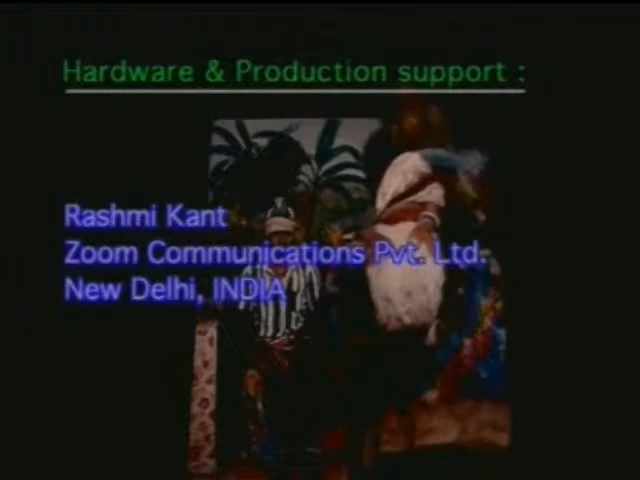 Hardware & Production support :
Rashmi Kant
Zoom Communications Pvt. Ltd.
New Delhi, INDIA